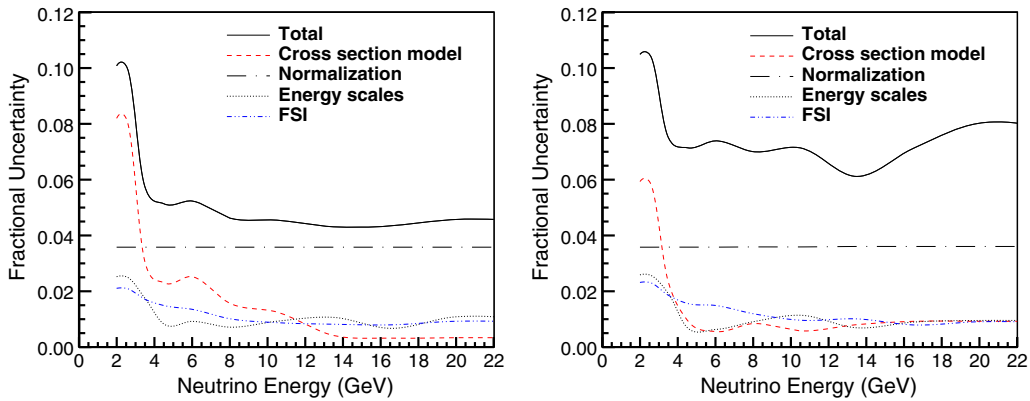 0.12
0.10
0.08
0.06
0.04
0.02
0.00
Fractional Uncertainty
Total
Cross section model
Normalization
Energy scales
FSI
0 2 4 6 8 10 12 14 16 18 20 22
Neutrino Energy (GeV)
0.12
0.10
0.08
0.06
0.04
0.02
0.00
Fractional Uncertainty
Total
Cross section model
Normalization
Energy scales
FSI
0 2 4 6 8 10 12 14 16 18 20 22
Neutrino Energy (GeV)